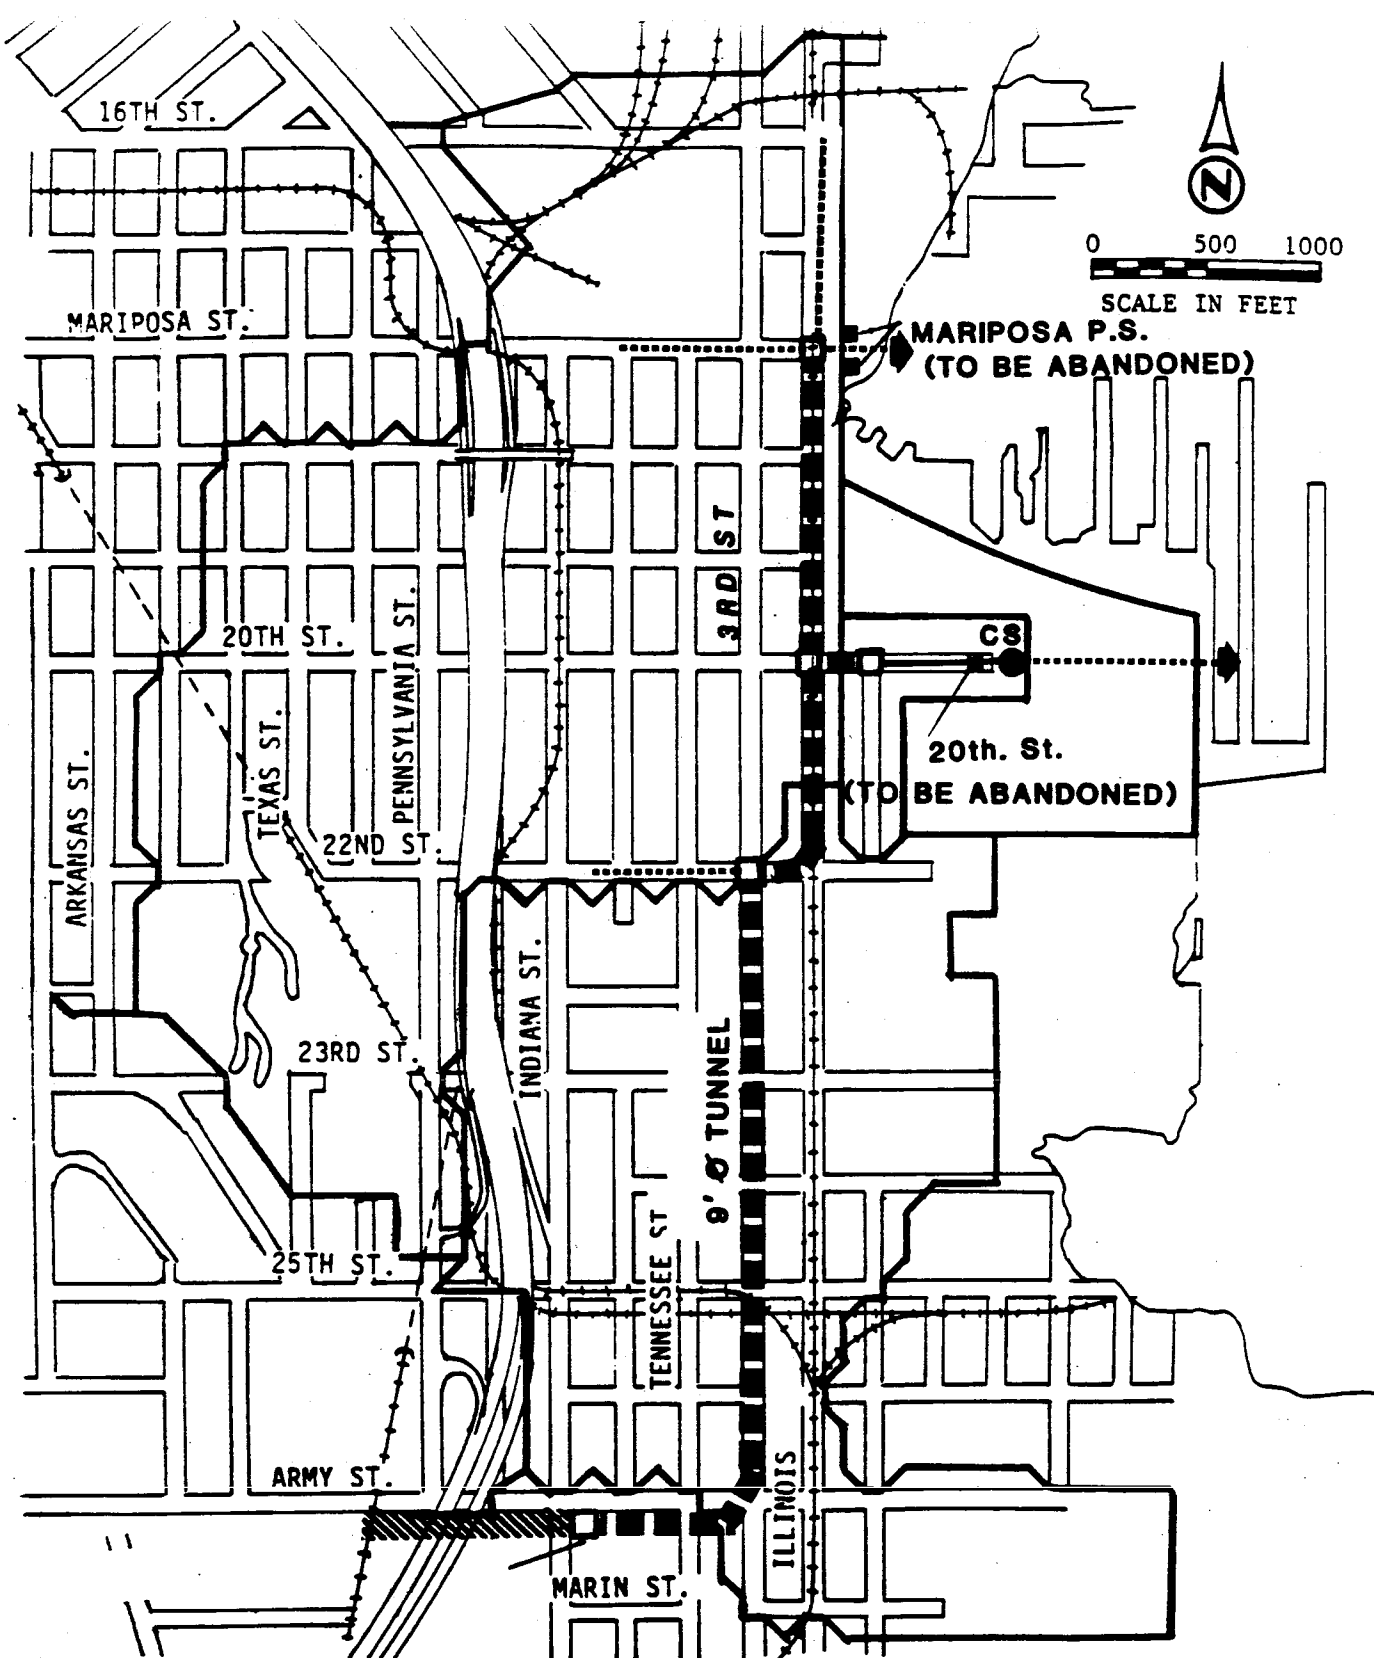 16TH ST.
N
0 500 1000
SCALE IN FEET
MARIPOSA ST.
MARIPOSA P.S.
(TO BE ABANDONED)
3RD ST
20TH ST.
PENNSYLVANIA ST.
CS
TEXAS ST.
ARKANSAS ST.
20th. St.
(TO BE ABANDONED)
22ND ST.
INDIANA ST.
23RD ST.
9' Ø TUNNEL
TENNESSEE ST
25TH ST.
ARMY ST.
ILLINOIS
MARIN ST.